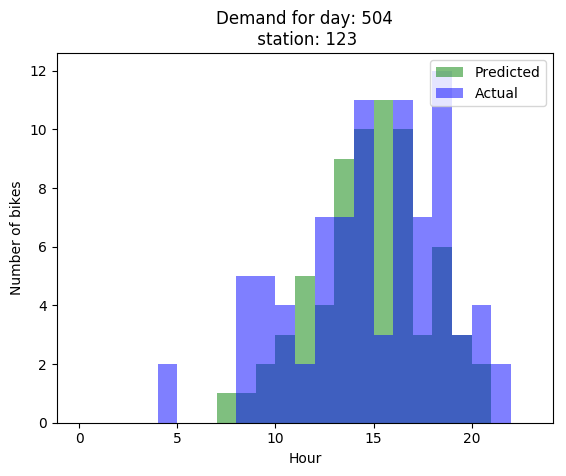 Demand for day: 504
station: 123
Predicted
Actual
12
10
8
6
4
2
0
Number of bikes
0 5 10 15 20
Hour